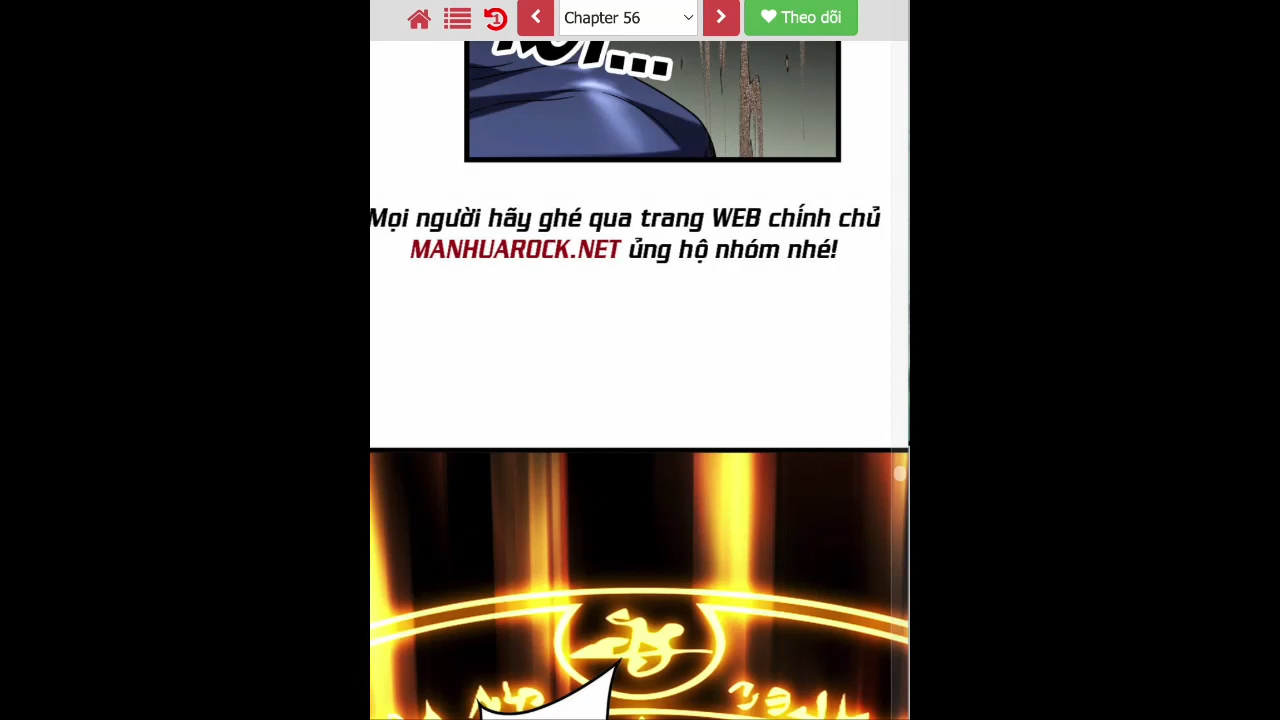 Chapter 56
Theo dõi
Mọi người hãy ghé qua trang WEB chính chủ
MANHUAROCK.NET ủng hộ nhóm nhé!